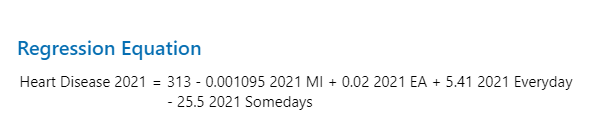 Regression Equation
Heart Disease 2021 = 313 - 0.001095 2021 MI + 0.02 2021 EA + 5.41 2021 Everyday
- 25.5 2021 Somedays